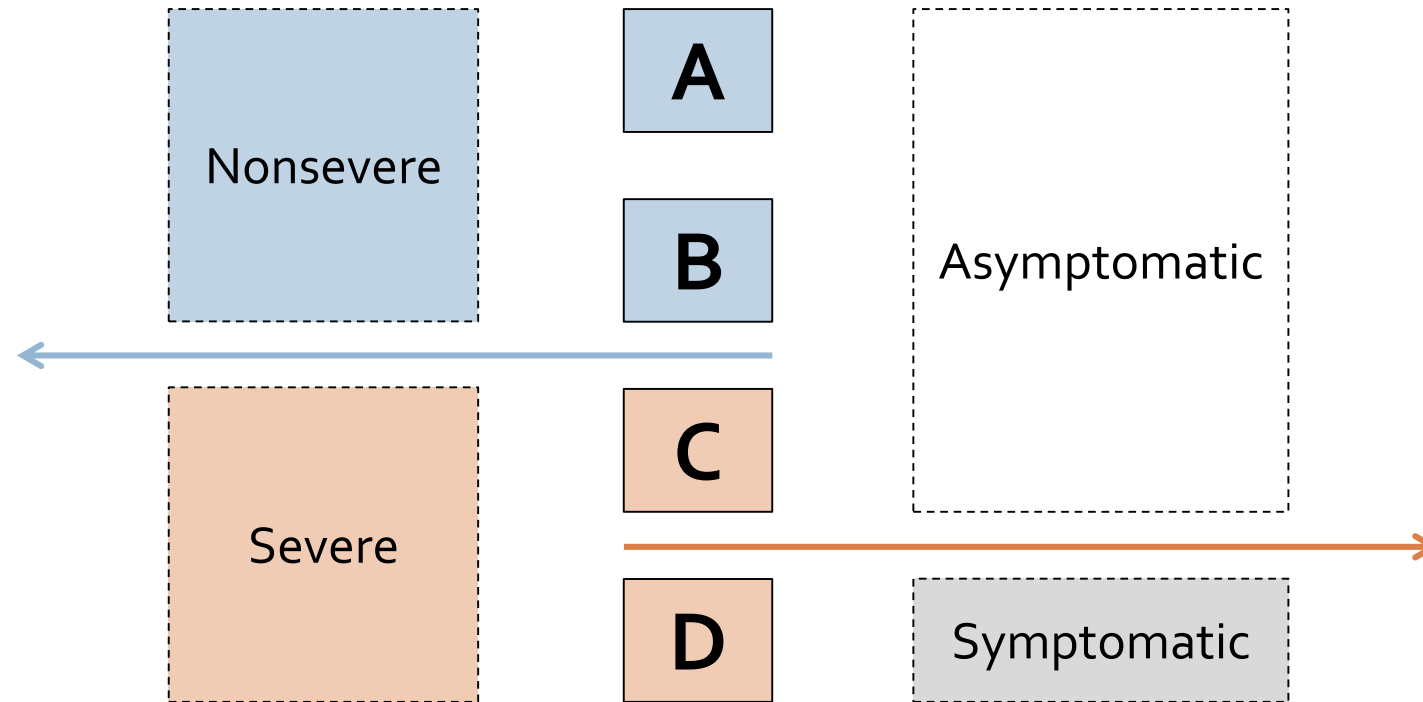 A
Nonsevere
B
Asymptomatic
C
Severe
D
Symptomatic